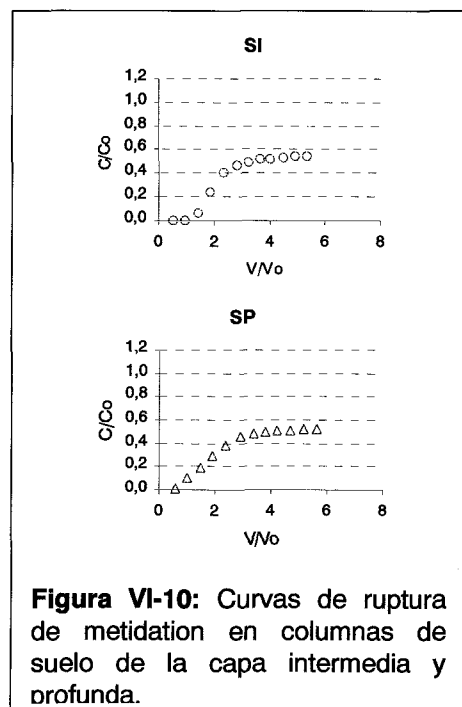 SI
1,2
1,0
0,8
0,6
0,4
0,2
0,0
C/Co
0 2 4 6 8
V/Vo
SP
1,2
1,0
0,8
0,6
0,4
0,2
0,0
C/Co
0 2 4 6 8
V/Vo
Figura VI-10: Curvas de ruptura
de metidation en columnas de
suelo de la capa intermedia y
profunda.